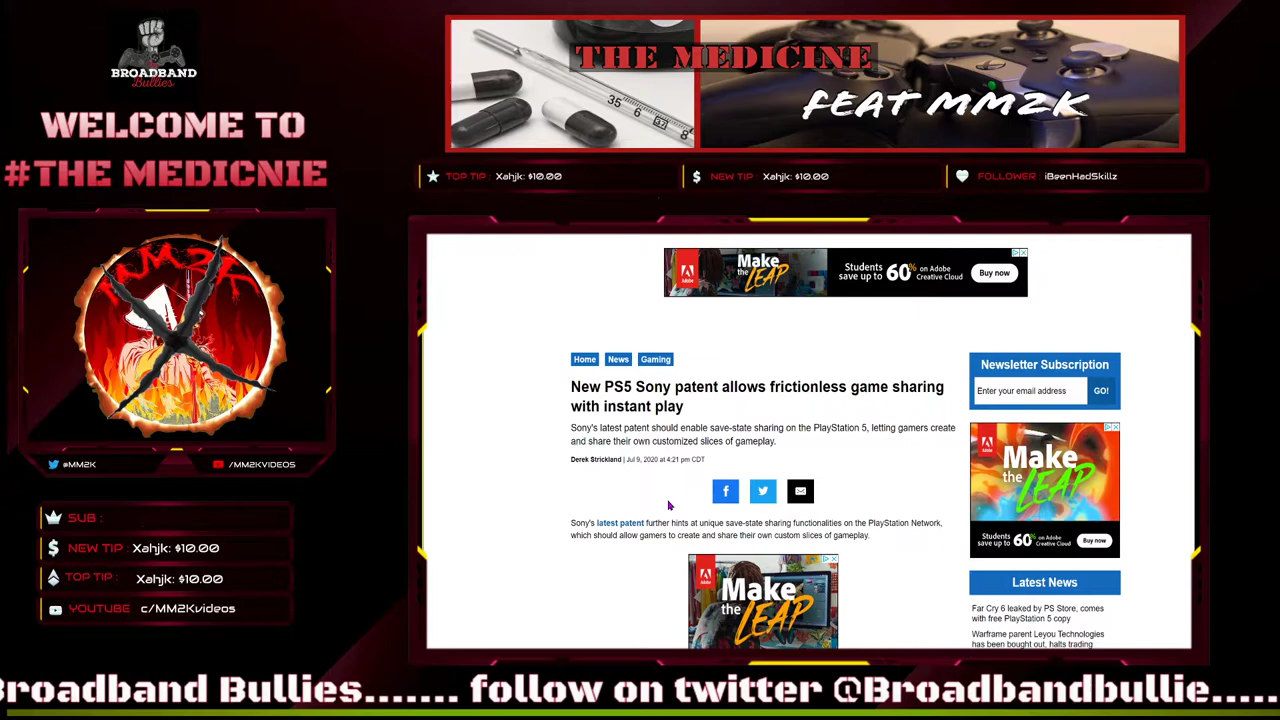 BROADBAND
Bullies
WELCOME TO
#THE MEDICNIE
THE MEDICINE
FEAT MM2K
35
6
37
8
TOP TIP : Xahjk: $10.00
NEW TIP : Xahjk: $10.00
FOLLOWER iBeenHadSkillz
MM2K
@MM2K
/MM2KVIDEOS
SUB :
NEW TIP : Xahjk: $10.00
TOP TIP : Xahjk: $10.00
YOUTUBE c/MM2Kvideos
Adobe
Make
the LEAP
Students
save up to 60% on Adobe
Creative Cloud
Buy now
Home News Gaming
New PS5 Sony patent allows frictionless game sharing
with instant play
Sony's latest patent should enable save-state sharing on the PlayStation 5, letting gamers create
and share their own customized slices of gameplay.
Derek Strickland | Jul 9, 2020 at 4:21 pm CDT
Sony's latest patent further hints at unique save-state sharing functionalities on the PlayStation Network,
which should allow gamers to create and share their own custom slices of gameplay.
Adobe
Make
the LEAP
Newsletter Subscription
Enter your email address GO!
Adobe
Make
the LEAP
Students
save up to 60% on Adobe
Creative Cloud
Buy now
Latest News
Far Cry 6 leaked by PS Store, comes
with free PlayStation 5 copy
Warframe parent Leyou Technologies
has been bought out, halts trading
Broadband Bullies....... follow on twitter @Broadbandbullie.....